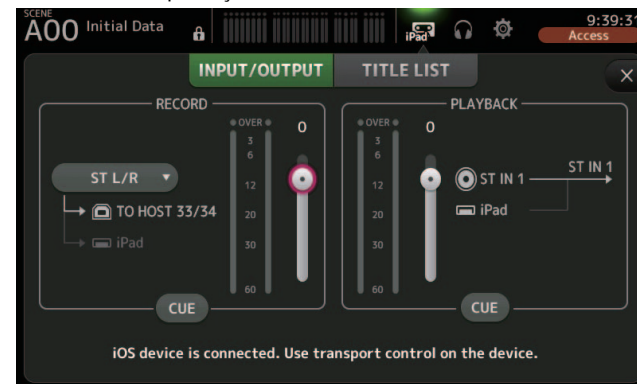 SCENE
A00 Initial Data
iPad
9:39:31
Access
INPUT/OUTPUT
TITLE LIST
RECORD
PLAYBACK
OVER
0
3
6
12
20
30
60
ST L/R
TO HOST 33/34
iPad
CUE
OVER
0
3
6
12
20
30
60
ST IN 1
ST IN 1
iPad
CUE
iOS device is connected. Use transport control on the device.